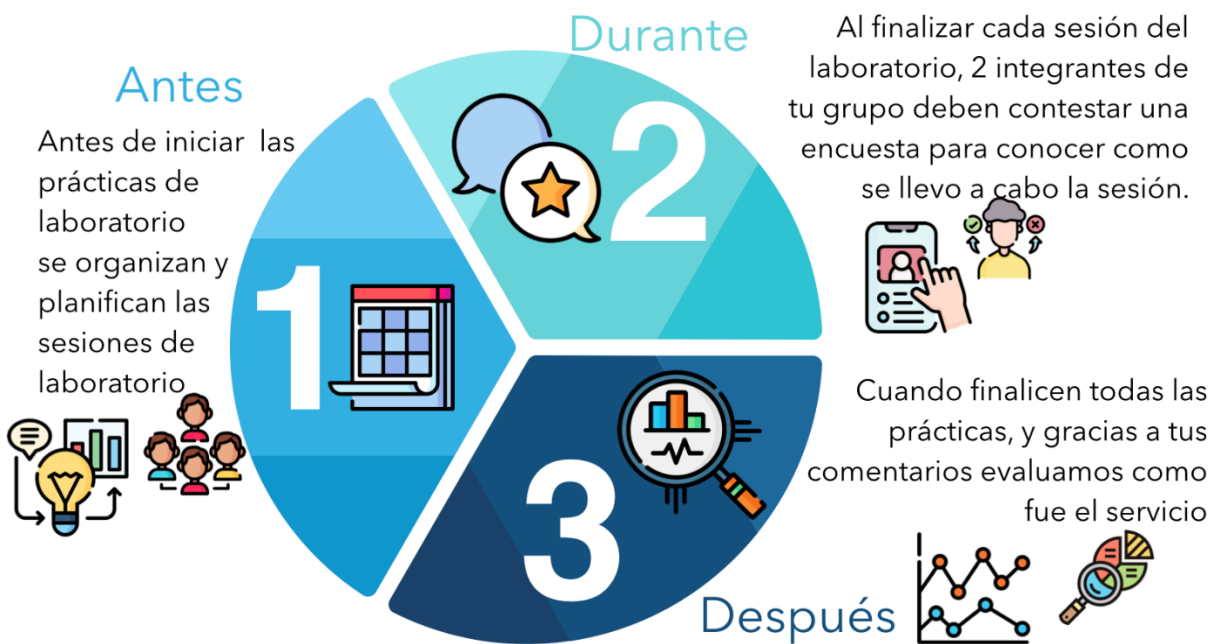 Antes
Antes de iniciar las
prácticas de
laboratorio
se organizan y
planifican las
sesiones de
laboratorio
1
Durante
2
Al finalizar cada sesión del
laboratorio, 2 integrantes de
tu grupo deben contestar una
encuesta para conocer como
se llevo a cabo la sesión.
3
Después
Cuando finalicen todas las
prácticas, y gracias a tus
comentarios evaluamos como
fue el servicio